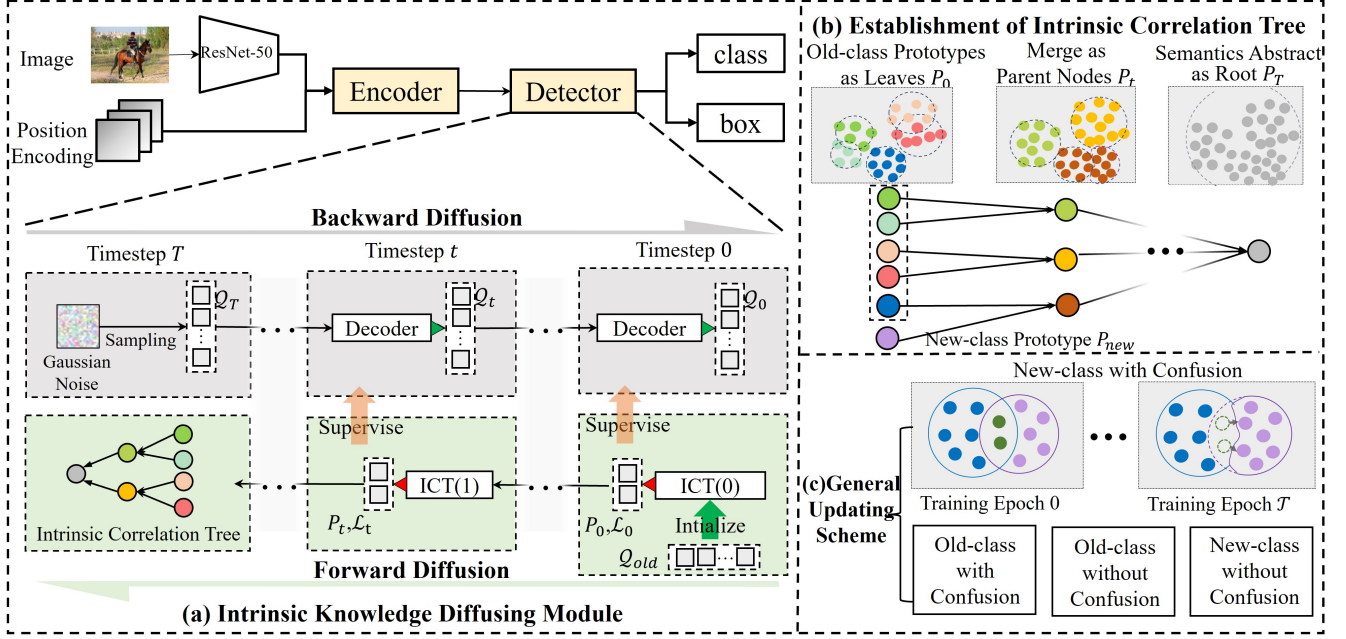 Image
ResNet-50
Position
Encoding
Encoder
Detector
class
box
Backward Diffusion
Timestep T
Timestep t
Timestep 0
Gaussian
Noise
Sampling
𝒬_T
Decoder
𝒬_t
Decoder
𝒬_0
Supervise
Supervise
Intrinsic Correlation Tree
ICT(1)
P_t,ℒ_t
ICT(0)
P_0,ℒ_0
Intialize
𝒬_old
Forward Diffusion
(a) Intrinsic Knowledge Diffusing Module
(b) Establishment of Intrinsic Correlation Tree
Old-class Prototypes
as Leaves P_0
Merge as
Parent Nodes P_t
Semantics Abstract
as Root P_T
New-class Prototype P_new
New-class with Confusion
Training Epoch 0
Training Epoch 𝒯
(c)General
Updating
Scheme
Old-class
with
Confusion
Old-class
without
Confusion
New-class
without
Confusion